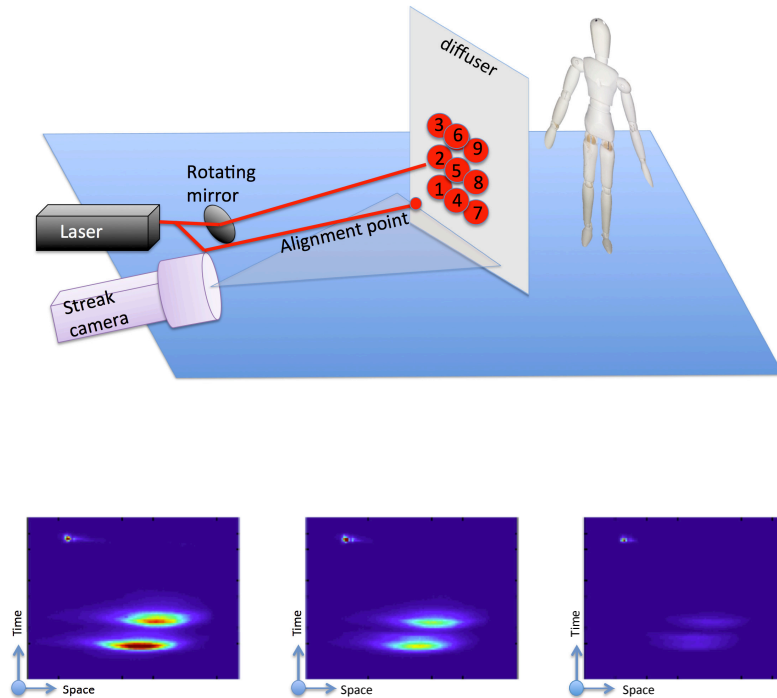 diffuser
3
6
9
2
5
8
1
4
7
Rotating
mirror
Laser
Alignment point
Streak
camera
Time
Space
Time
Space
Time
Space